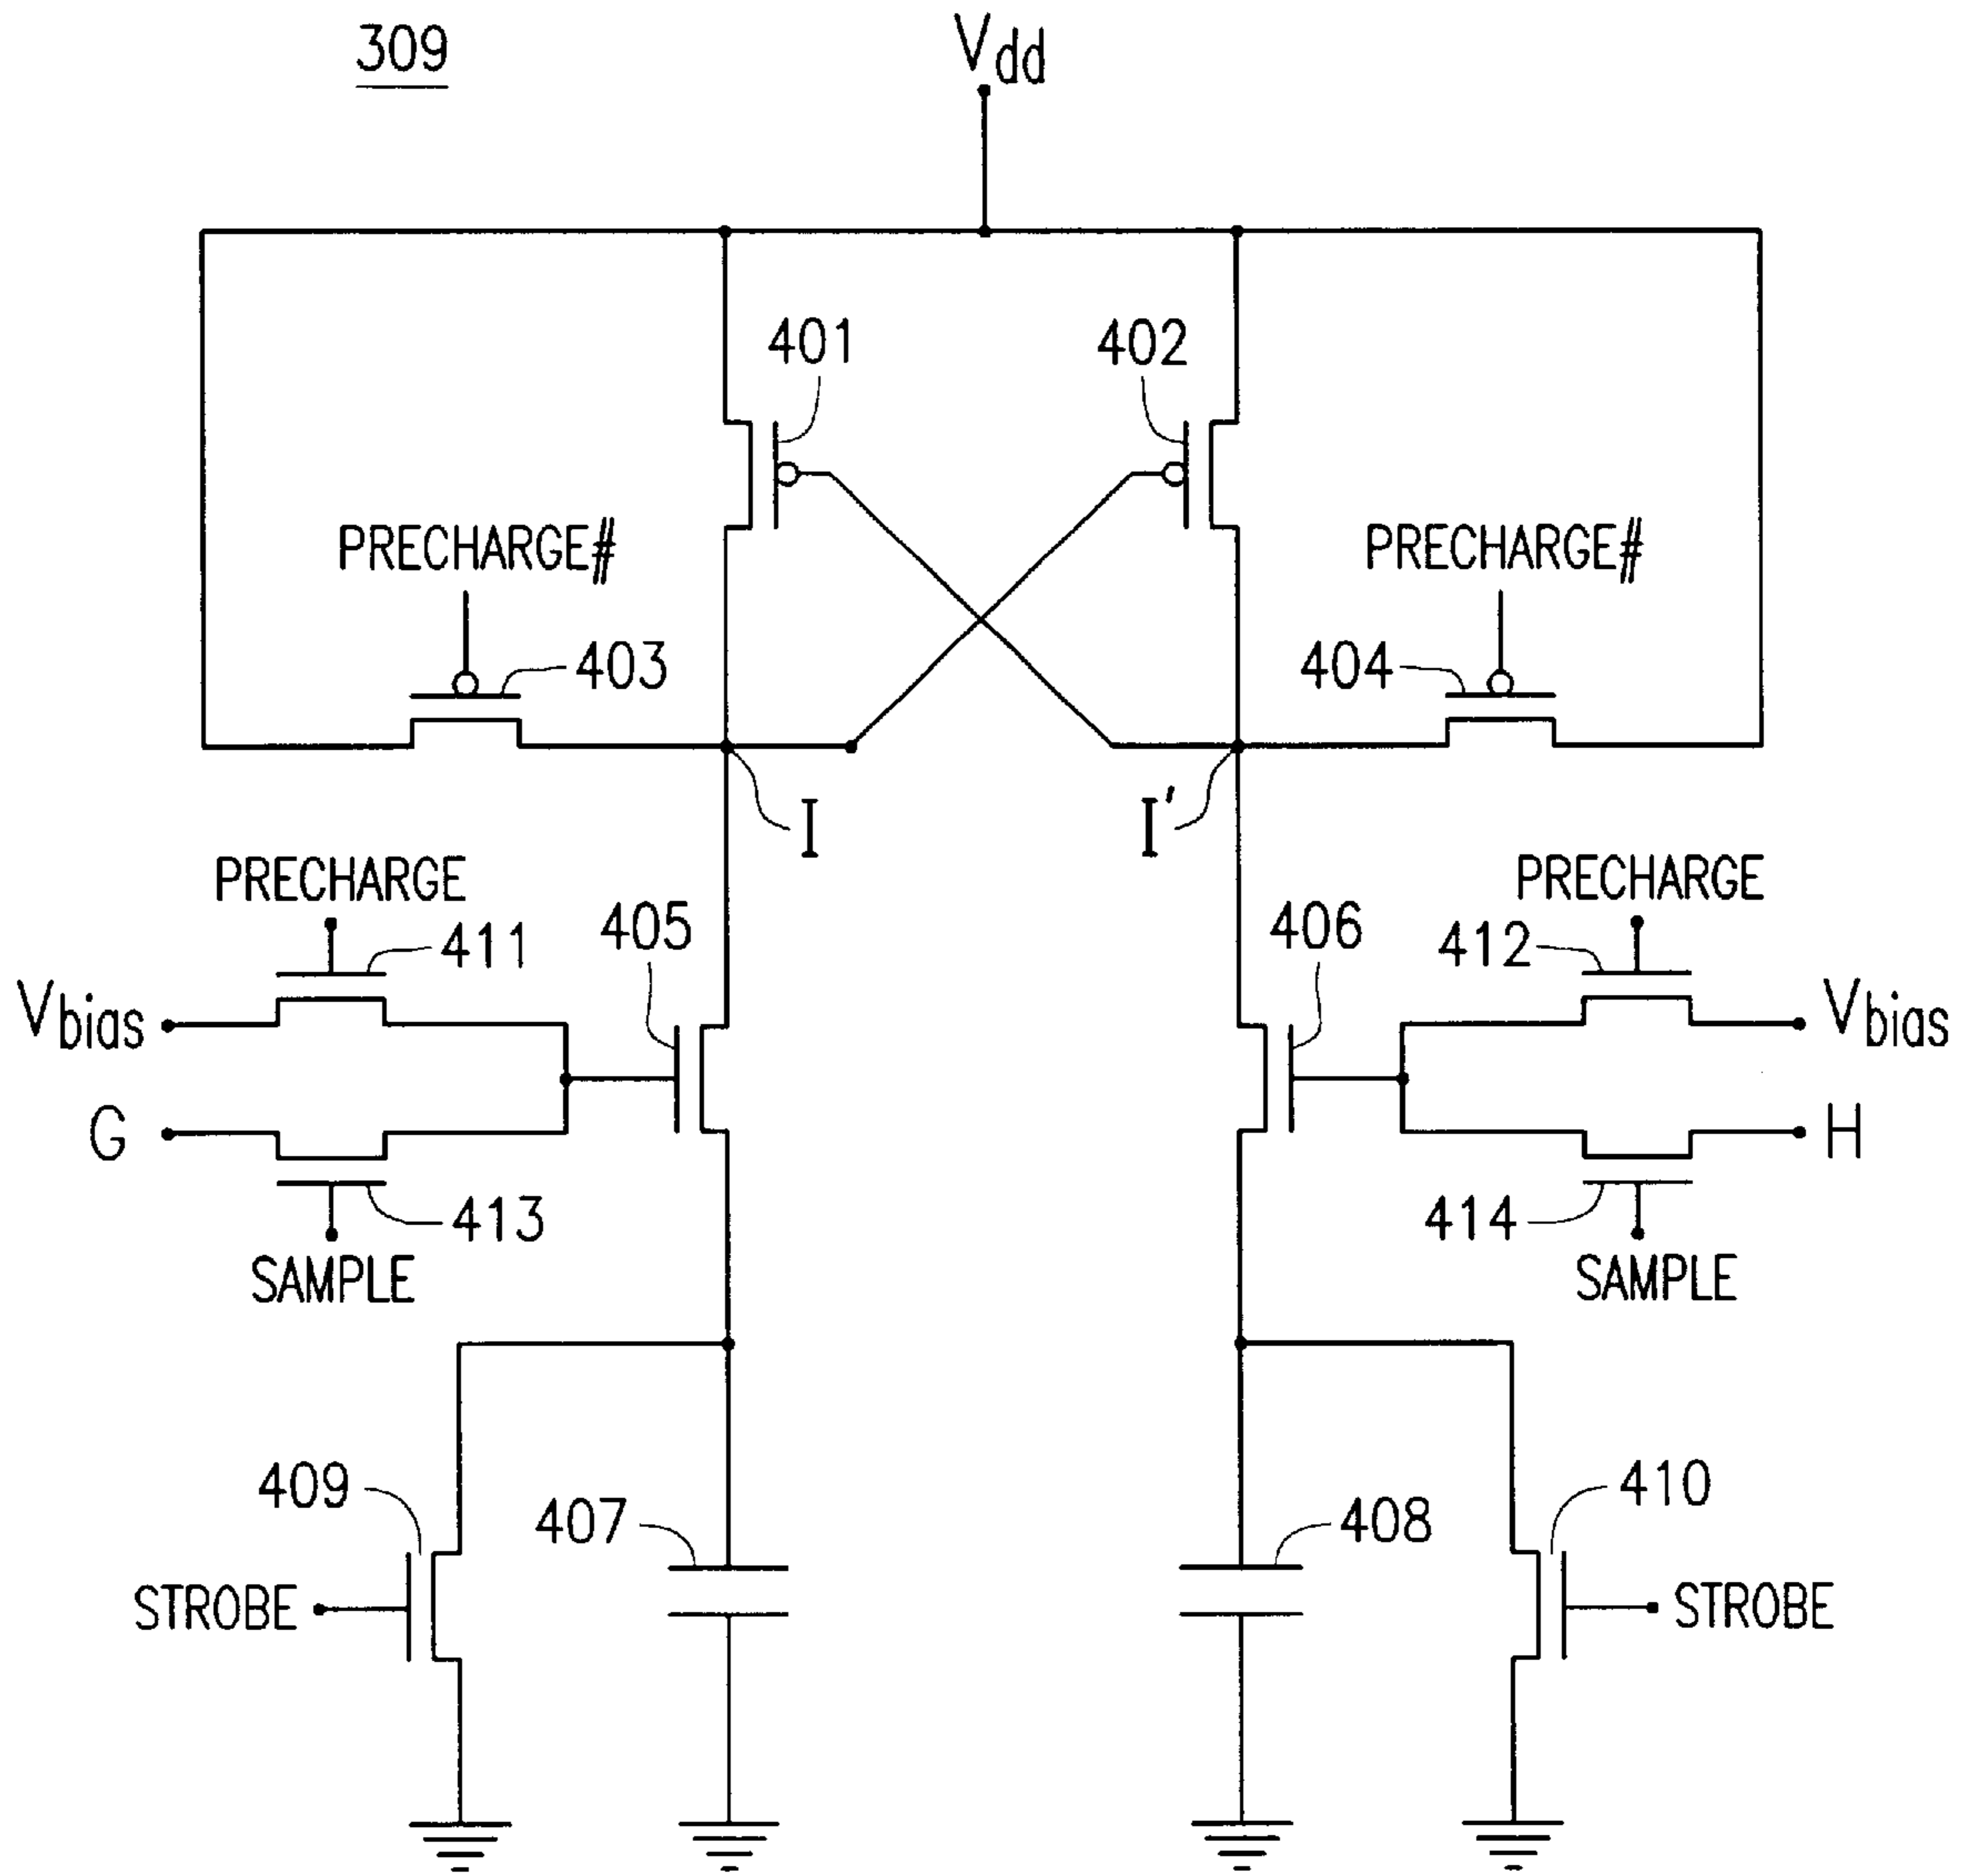 309
Vdd
401
402
PRECHARGE#
PRECHARGE#
403
404
I
I'
PRECHARGE
PRECHARGE
411
405
406
412
Vbias
Vbias
G
H
413
414
SAMPLE
SAMPLE
409
407
408
410
STROBE
STROBE